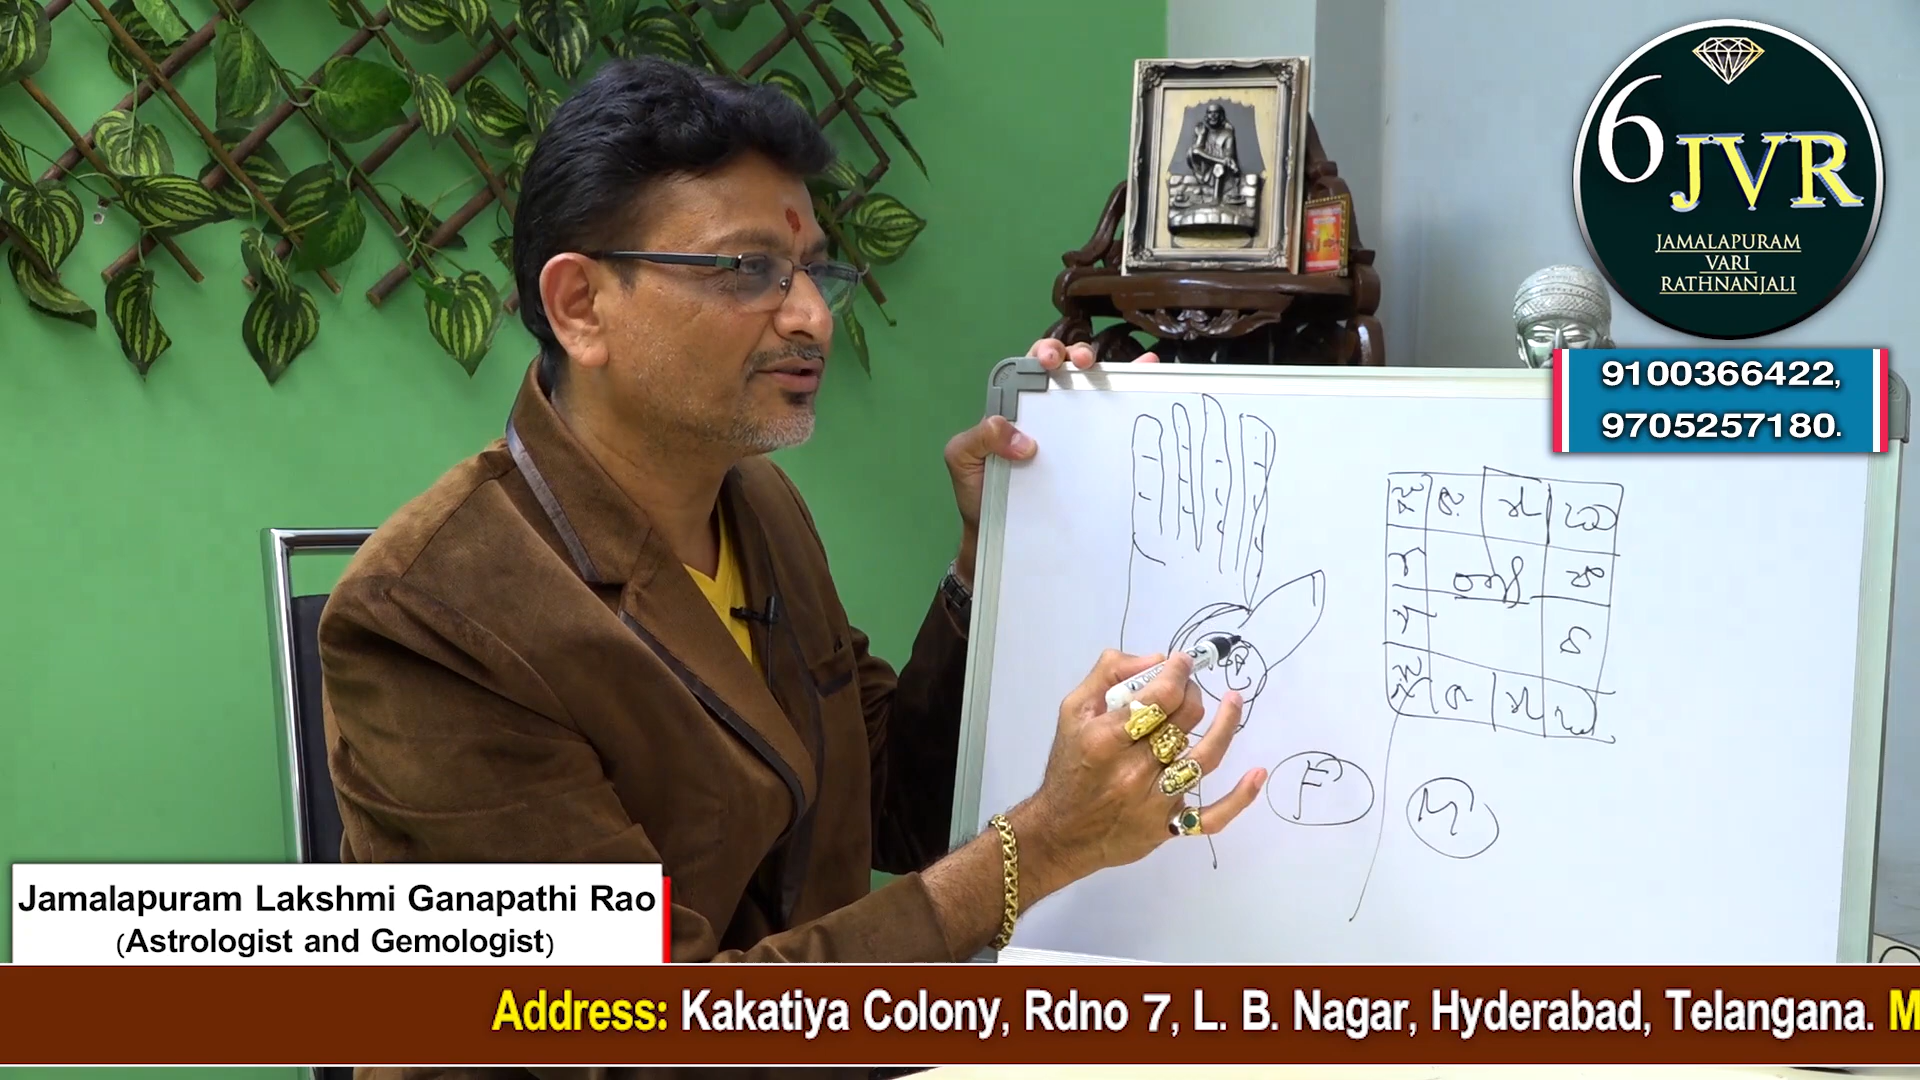 6 JVR
JAMALAPURAM
VARI
RATHNANJALI
9100366422,
9705257180.
F
M
Jamalapuram Lakshmi Ganapathi Rao
(Astrologist and Gemologist)
Address: Kakatiya Colony, Rdno 7, L. B. Nagar, Hyderabad, Telangana. M